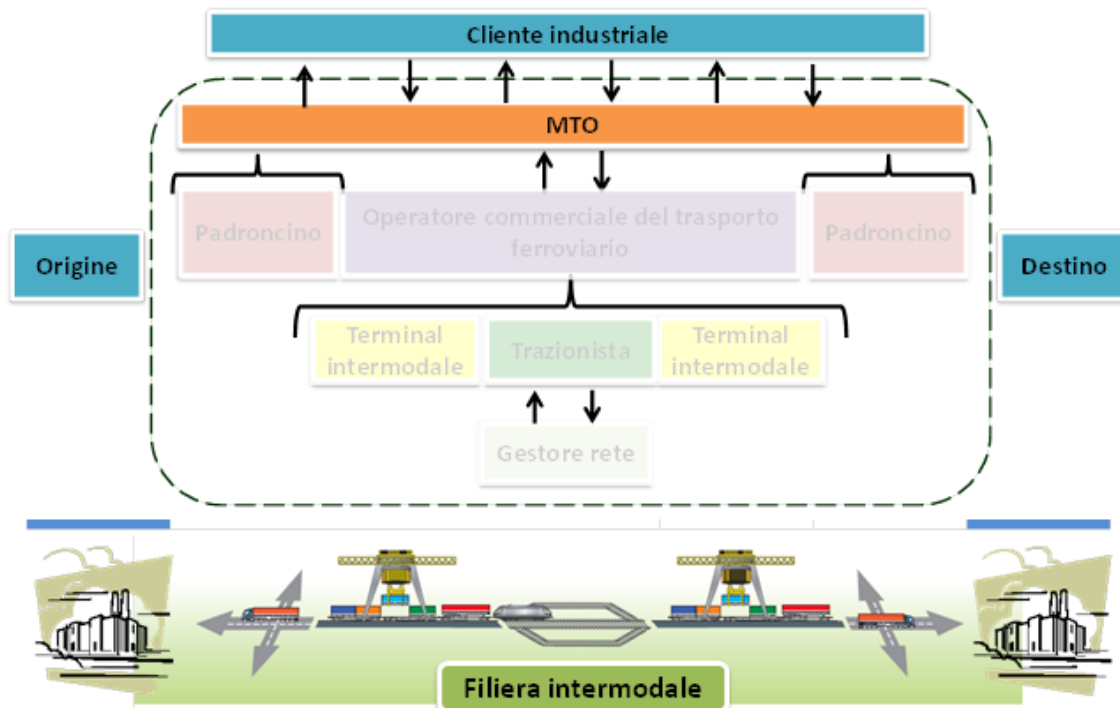 Cliente industriale
MTO
Padroncino
Operatore commerciale del trasporto
ferroviario
Padroncino
Origine
Destino
Terminal
intermodale
Trazionista
Terminal
intermodale
Gestore rete
Filiera intermodale